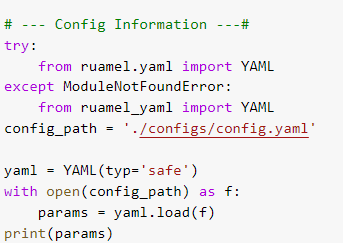 # --- Config Information ---#
try:
    from ruamel.yaml import YAML
except ModuleNotFoundError:
    from ruamel_yaml import YAML
config_path = './configs/config.yaml'

yaml = YAML(typ='safe')
with open(config_path) as f:
    params = yaml.load(f)
print(params)